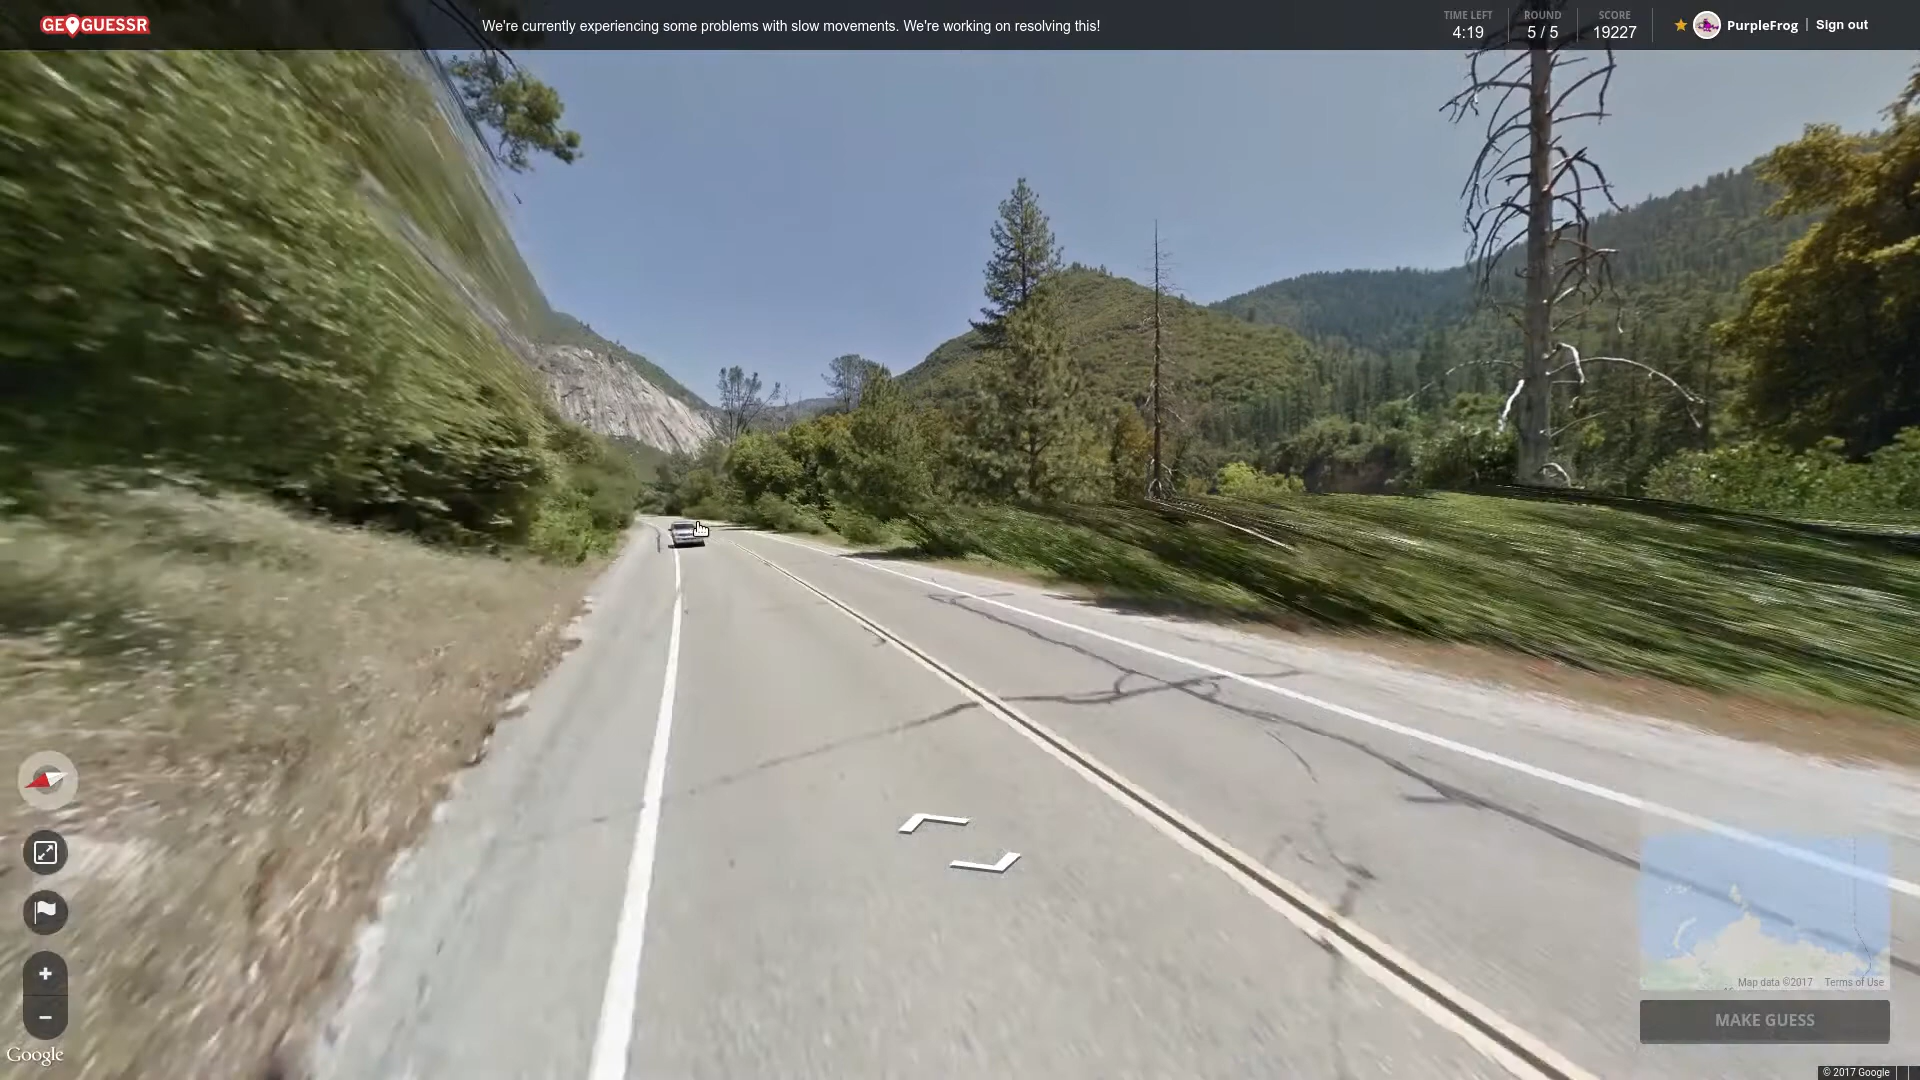 GEOGUESSR
We're currently experiencing some problems with slow movements. We're working on resolving this!
TIME LEFT
4:19
ROUND
5 / 5
SCORE
19227
PurpleFrog
Sign out
Map data ©2017
Terms of Use
MAKE GUESS
Google
© 2017 Google